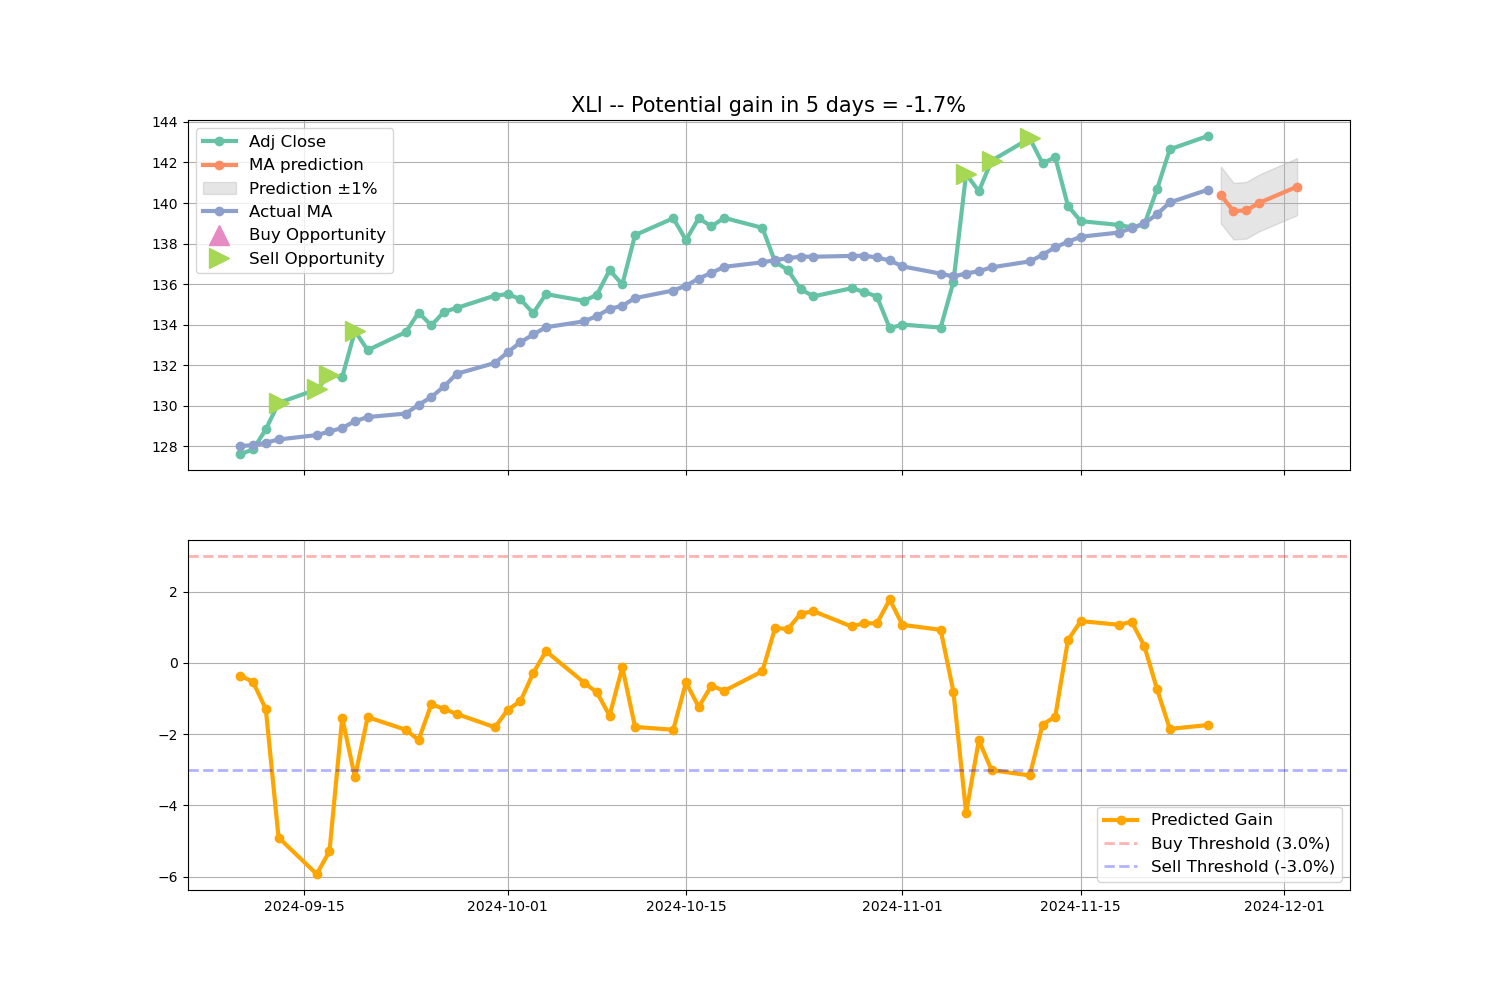 XLI -- Potential gain in 5 days = -1.7%
144
142
140
138
136
134
132
130
128
Adj Close
MA prediction
Prediction ±1%
Actual MA
Buy Opportunity
Sell Opportunity
2
0
−2
−4
−6
Predicted Gain
Buy Threshold (3.0%)
Sell Threshold (-3.0%)
2024-09-15
2024-10-01
2024-10-15
2024-11-01
2024-11-15
2024-12-01